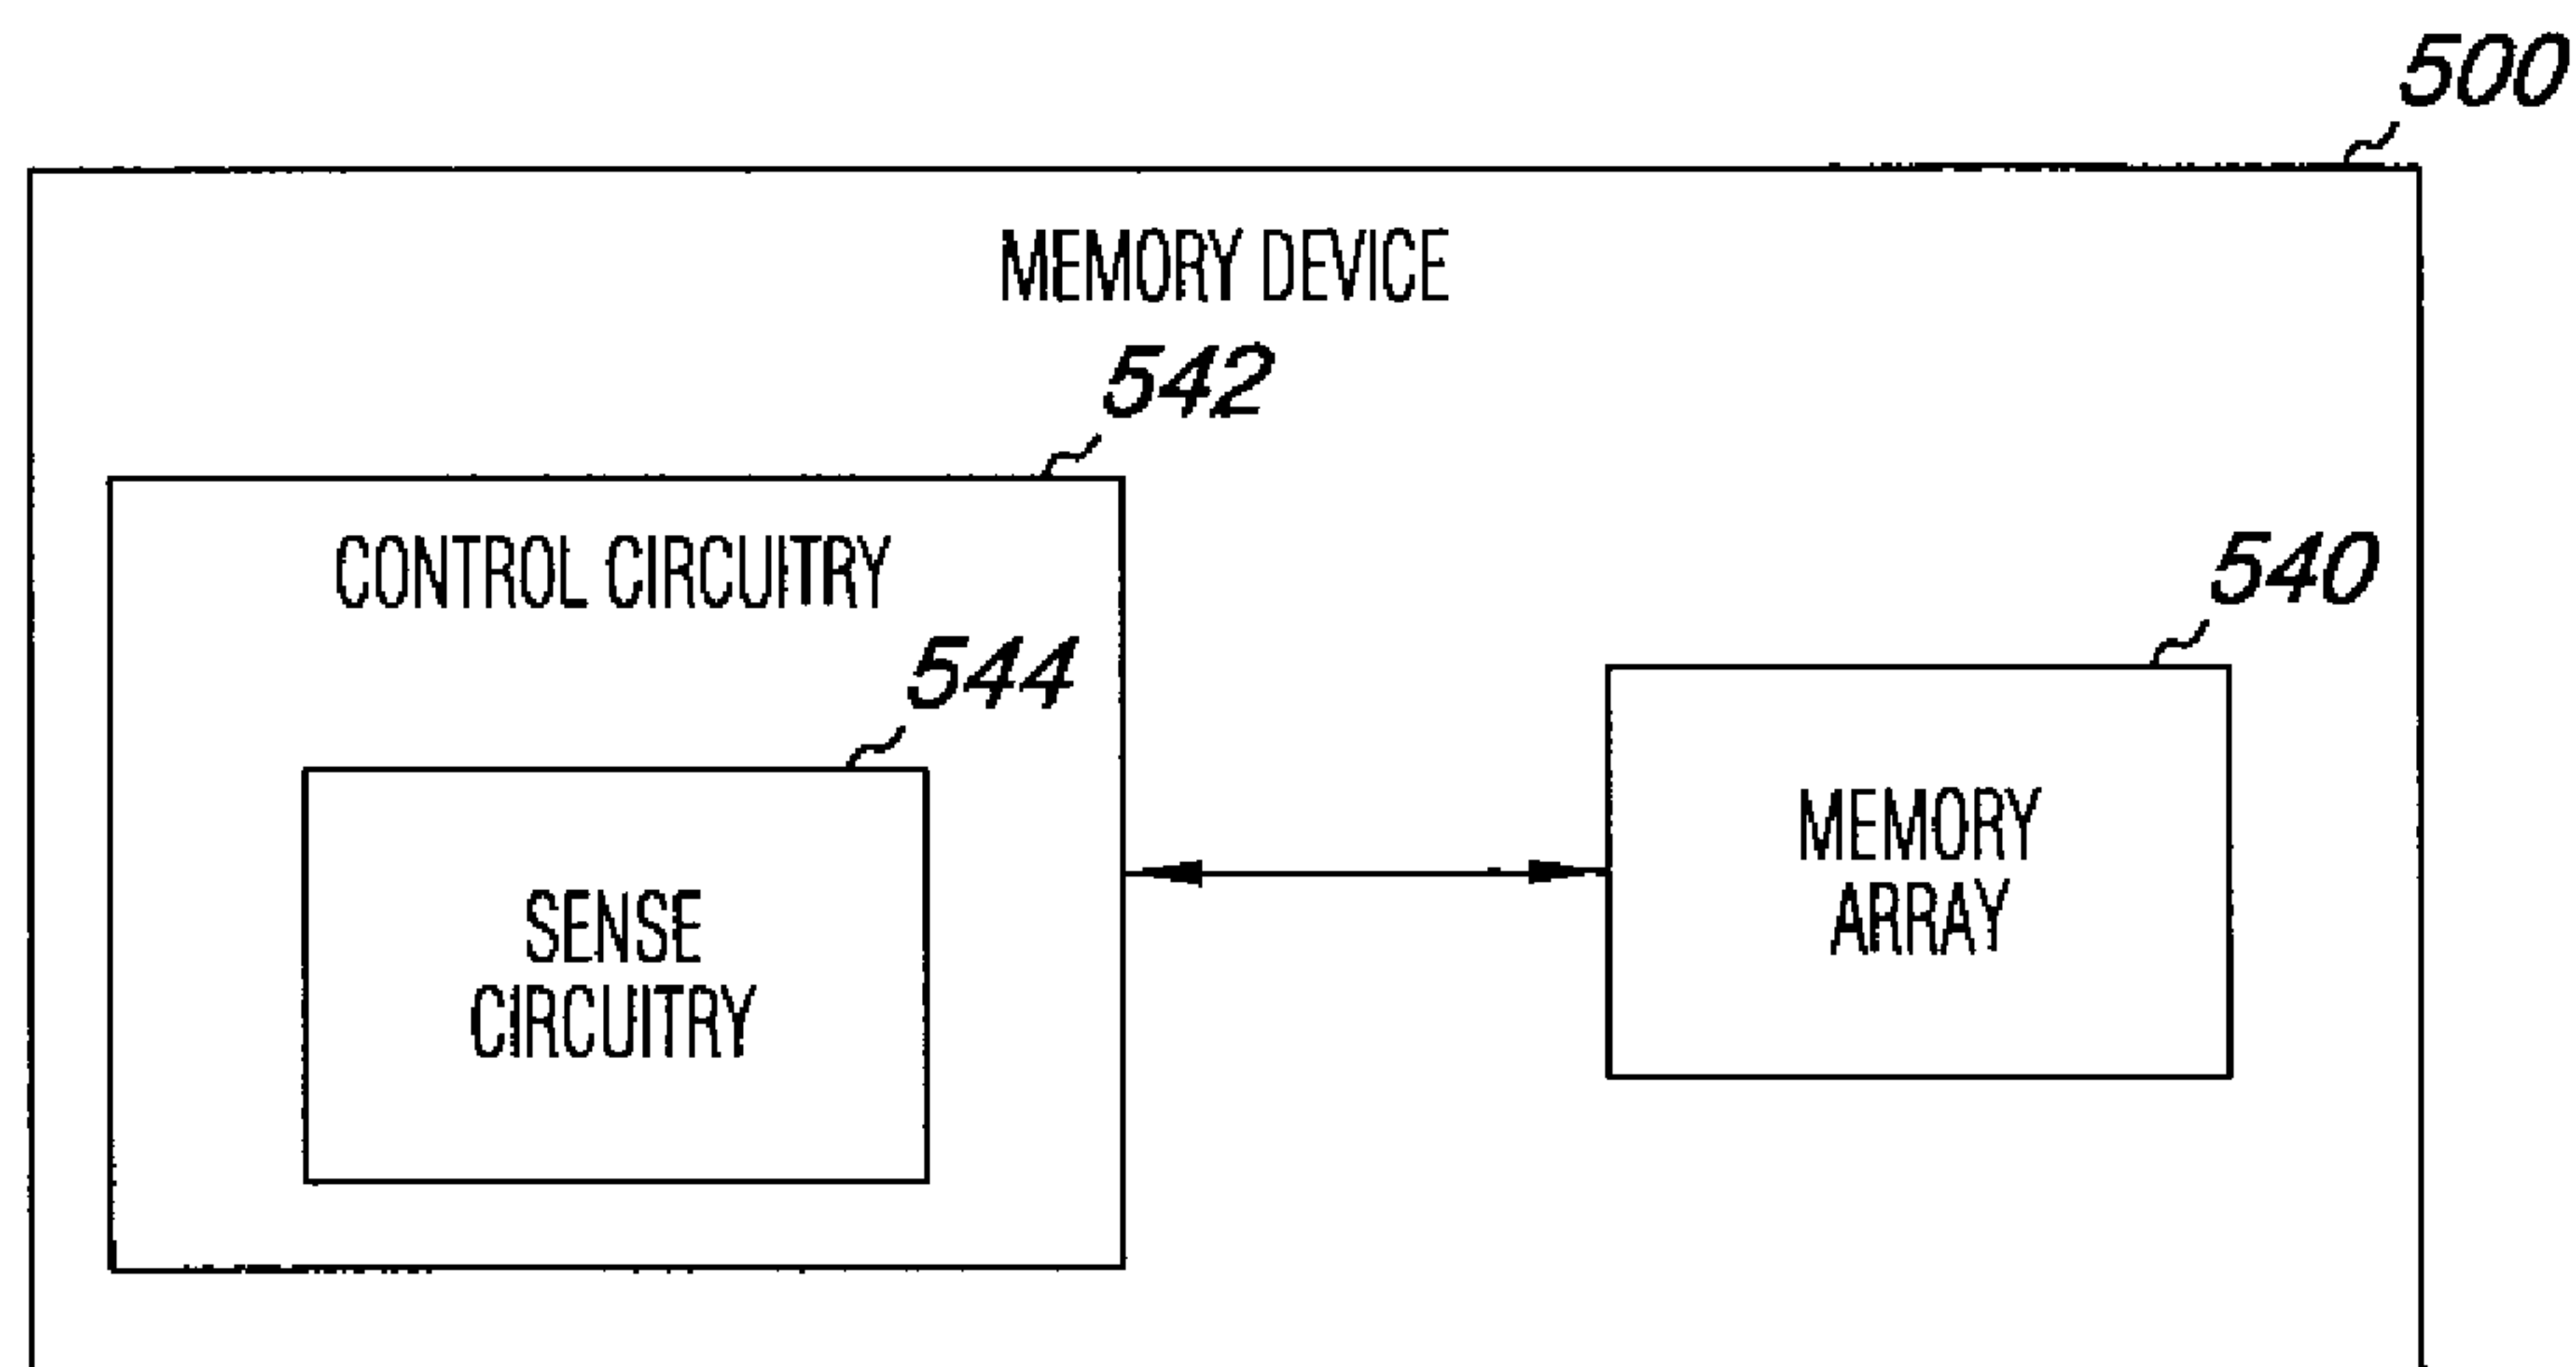 500
MEMORY DEVICE
542
CONTROL CIRCUITRY
540
544
MEMORY
ARRAY
SENSE
CIRCUITRY